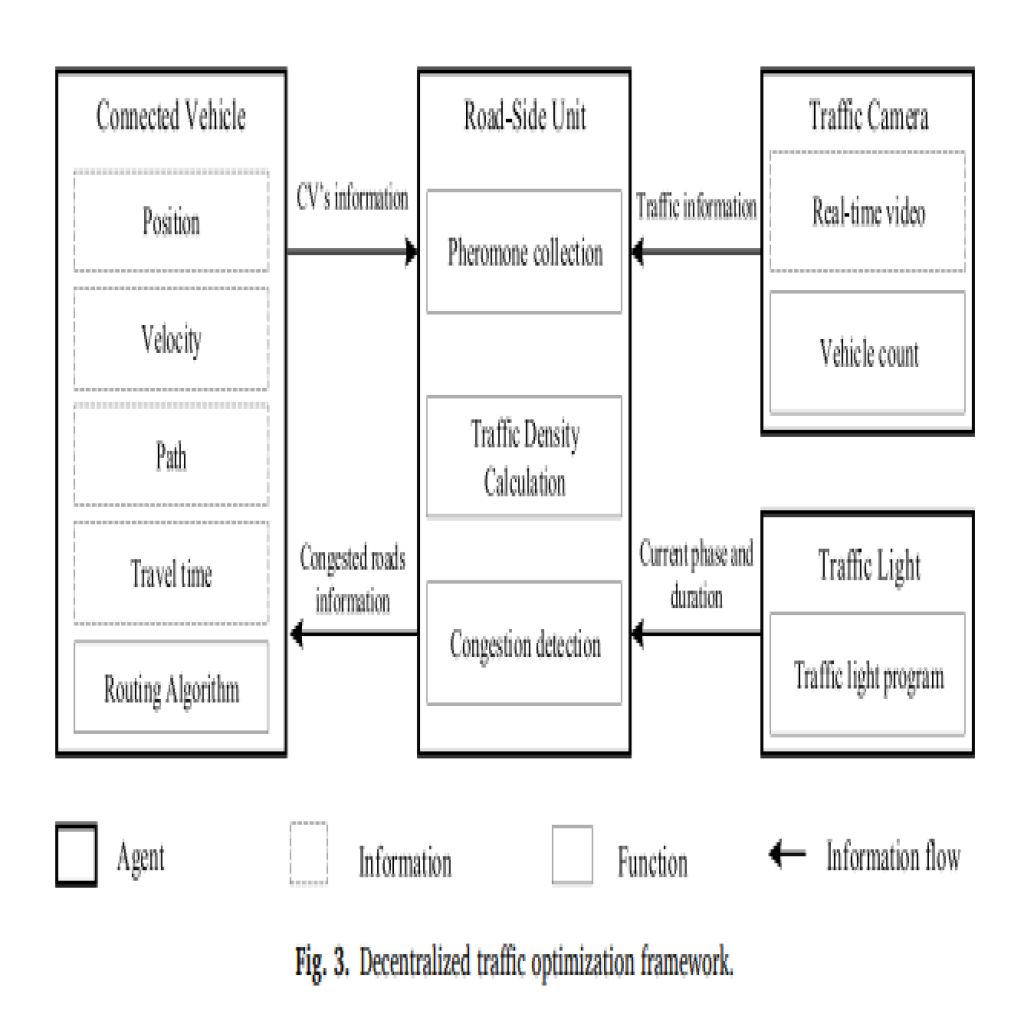 Connected Vehicle
Position
Velocity
Path
Travel time
Routing Algorithm
CV's information
Congested roads
information
Road-Side Unit
Pheromone collection
Traffic Density
Calculation
Congestion detection
Traffic information
Current phase and
duration
Traffic Camera
Real-time video
Vehicle count
Traffic Light
Traffic light program
Agent
Information
Function
Information flow
Fig. 3. Decentralized traffic optimization framework.